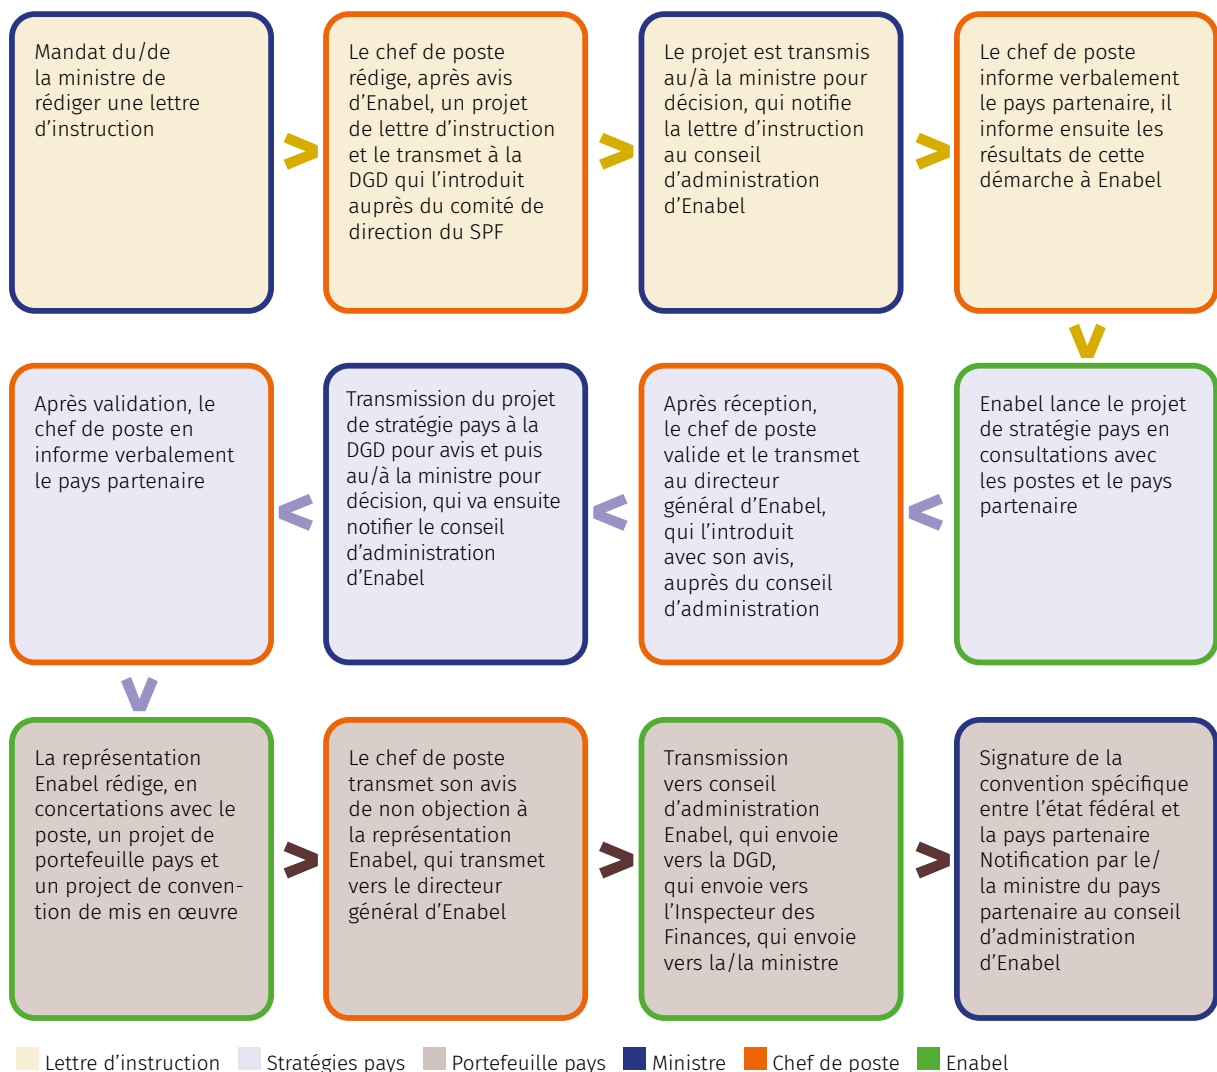 Mandat du/de
la ministre de
rédiger une lettre
d'instruction
Le chef de poste
rédige, après avis
d'Enabel, un projet
de lettre d'instruction
et le transmet à la
DGD qui l'introduit
auprès du comité de
direction du SPF
Le projet est transmis
au/à la ministre pour
décision, qui notifie
la lettre d'instruction
au conseil
d'administration
d'Enabel
Le chef de poste
informe verbalement
le pays partenaire, il
informe ensuite les
résultats de cette
démarche à Enabel
Enabel lance le projet
de stratégie pays en
consultations avec
les postes et le pays
partenaire
Après réception,
le chef de poste
valide et le transmet
au directeur
général d'Enabel,
qui l'introduit
avec son avis,
auprès du conseil
d'administration
Transmission du projet
de stratégie pays à la
DGD pour avis et puis
au/à la ministre pour
décision, qui va ensuite
notifier le conseil
d'administration
d'Enabel
Après validation, le
chef de poste en
informe verbalement
le pays partenaire
La représentation
Enabel rédige, en
concertations avec le
poste, un projet de
portefeuille pays et
un project de conven-
tion de mis en œuvre
Le chef de poste
transmet son avis
de non objection à
la représentation
Enabel, qui transmet
vers le directeur
général d'Enabel
Transmission
vers conseil
d'administration
Enabel, qui envoie
vers la DGD,
qui envoie vers
l'Inspecteur des
Finances, qui envoie
vers la/la ministre
Signature de la
convention spécifique
entre l'état fédéral et
la pays partenaire
Notification par le/
la ministre du pays
partenaire au conseil
d'administration
d'Enabel
Lettre d'instruction Stratégies pays Portefeuille pays Ministre Chef de poste Enabel